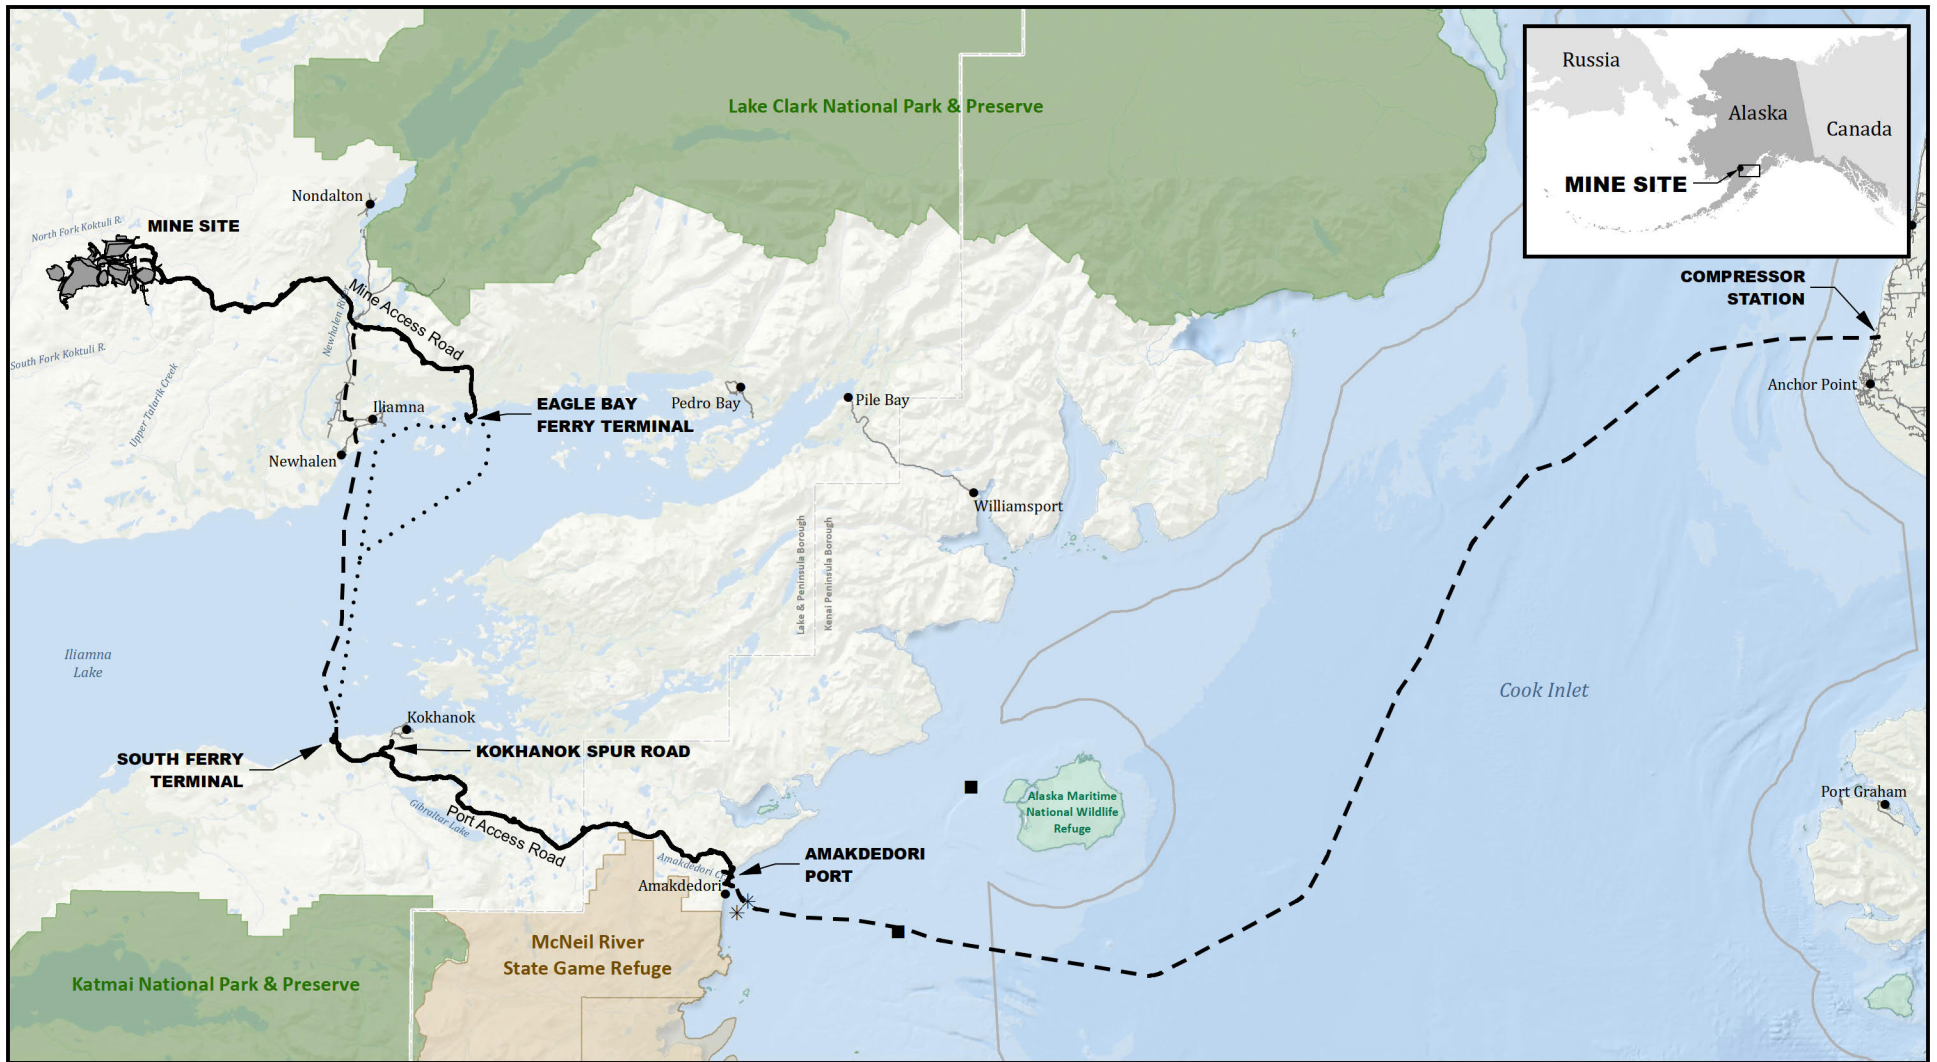 Russia
Alaska
Canada
MINE SITE
Lake Clark National Park & Preserve
Nondalton
North Fork Koktuli R.
MINE SITE
COMPRESSOR
STATION
Mine Access Road
Newhalen River
South Fork Koktuli R.
Upper Talarik Creek
Anchor Point
Pedro Bay
Pile Bay
Iliamna
EAGLE BAY
FERRY TERMINAL
Newhalen
Williamsport
Lake & Peninsula Borough
Kenai Peninsula Borough
Iliamna
Lake
Cook Inlet
Kokhanok
SOUTH FERRY
TERMINAL
KOKHANOK SPUR ROAD
Gibraltar Lake
Port Access Road
Alaska Maritime
National Wildlife
Refuge
Port Graham
AMAKDEDORI
PORT
Amakdedori
McNeil River
State Game Refuge
Katmai National Park & Preserve